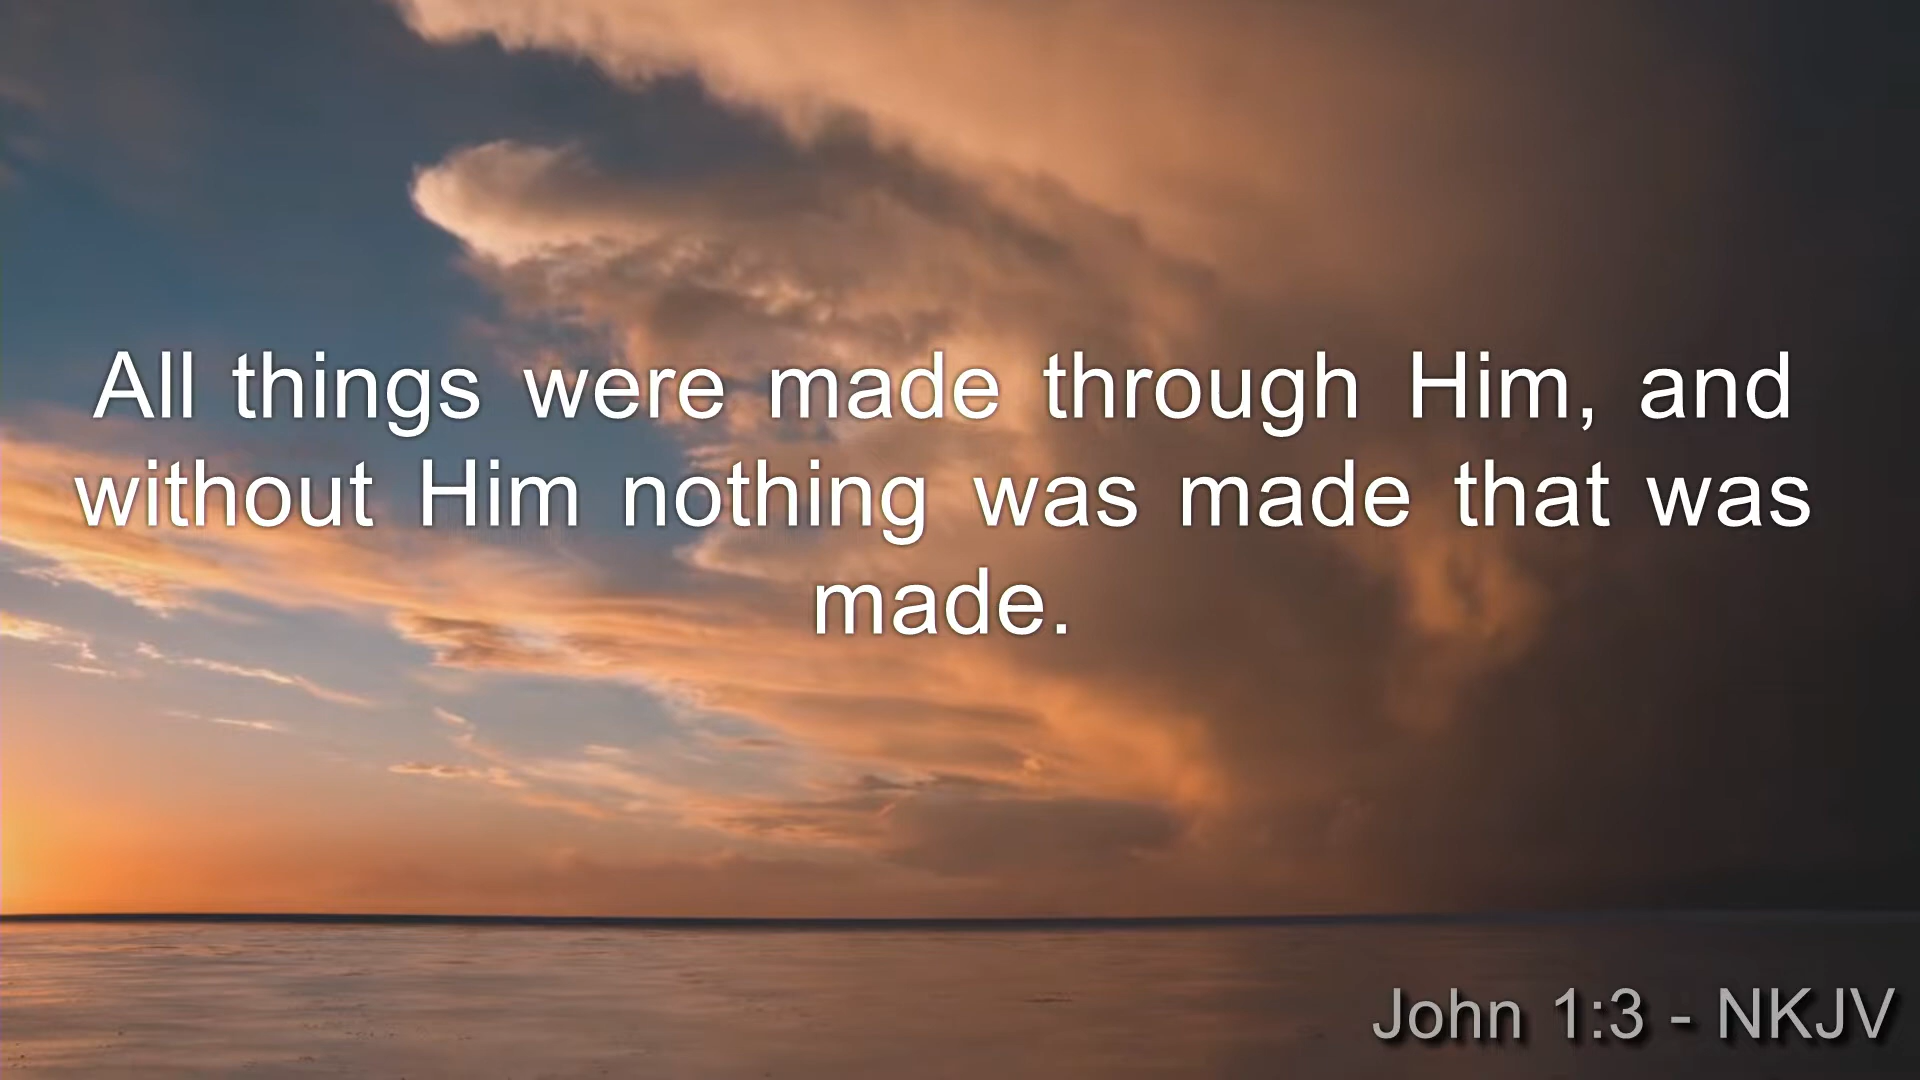 All things were made through Him, and
without Him nothing was made that was
made.
John 1:3 - NKJV